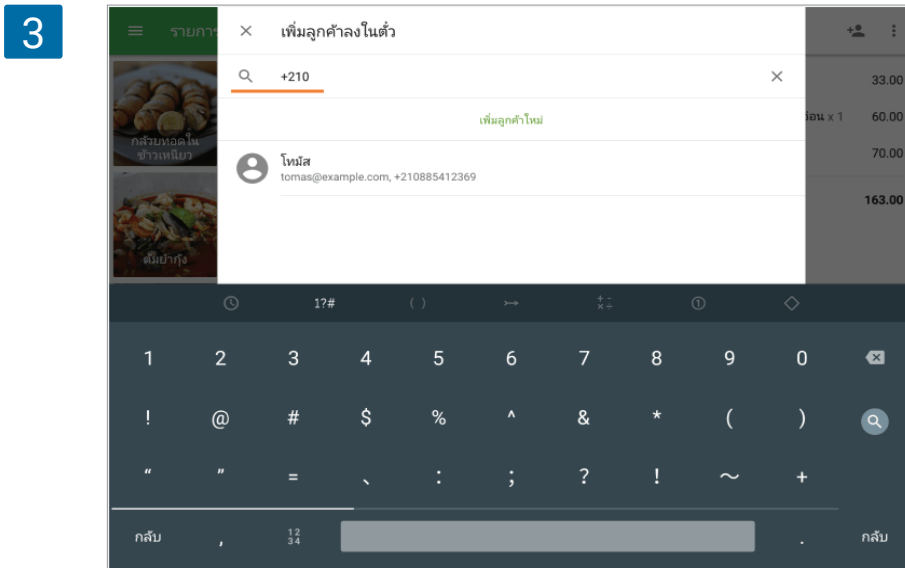 3
รายการ
เพิ่มลูกค้าลงในตั๋ว
+210
33.00
เพิ่มลูกค้าใหม่
x 1 60.00
กล้วยทอดใน
ข้าวเหนียว
70.00
โทมัส
tomas@example.com, +210885412369
163.00
ต้มยำกุ้ง
1?# ( )
1 2 3 4 5 6 7 8 9 0
! @ # $ % ^ & * ( )
“ ” = 、 : ; ? ! ～ +
กลับ , 12 34 . กลับ